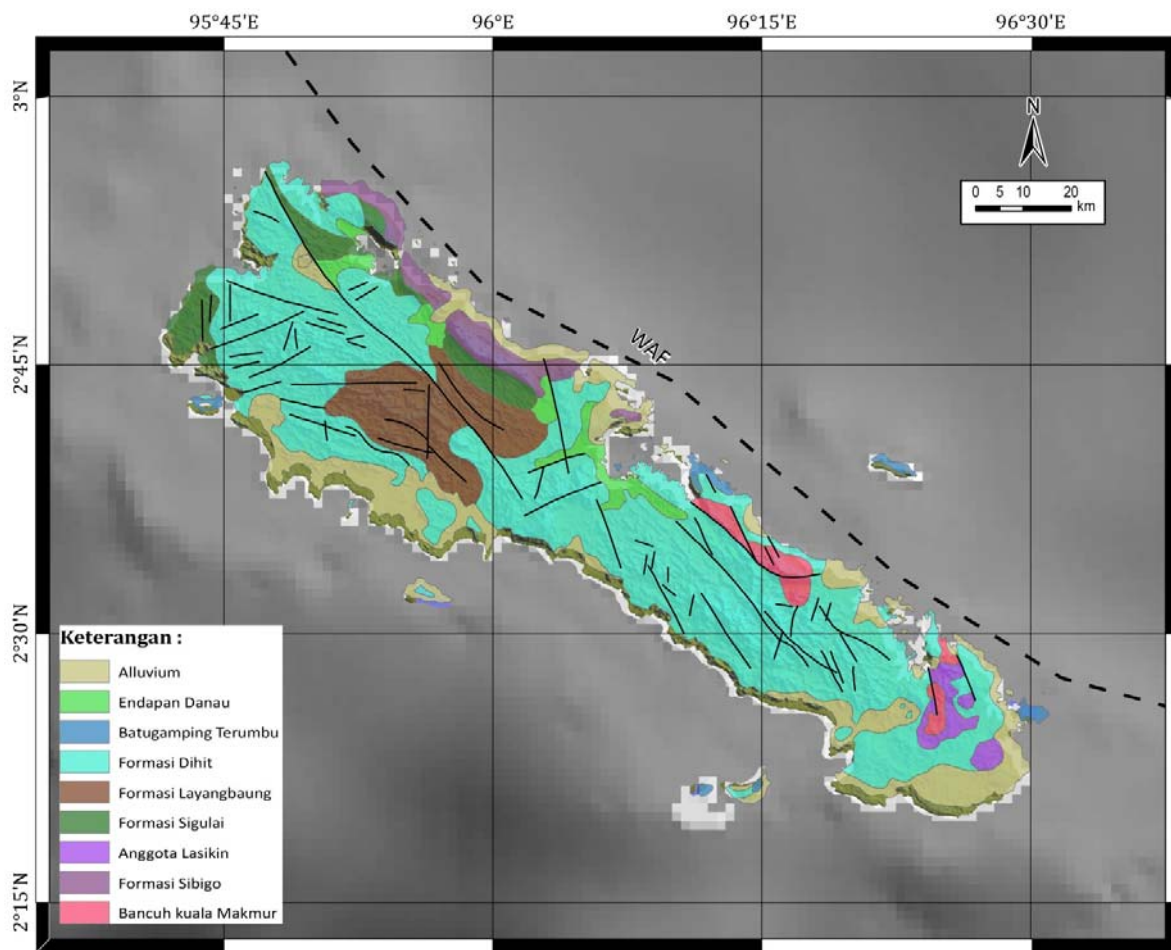 95°45'E 96°E 96°15'E 96°30'E
3°N
N
0 5 10 20
km
WAF
2°45'N
2°30'N
2°15'N
Keterangan :
Alluvium
Endapan Danau
Batugamping Terumbu
Formasi Dihit
Formasi Layangbaung
Formasi Sigulai
Anggota Lasikin
Formasi Sibigo
Bancuh kuala Makmur